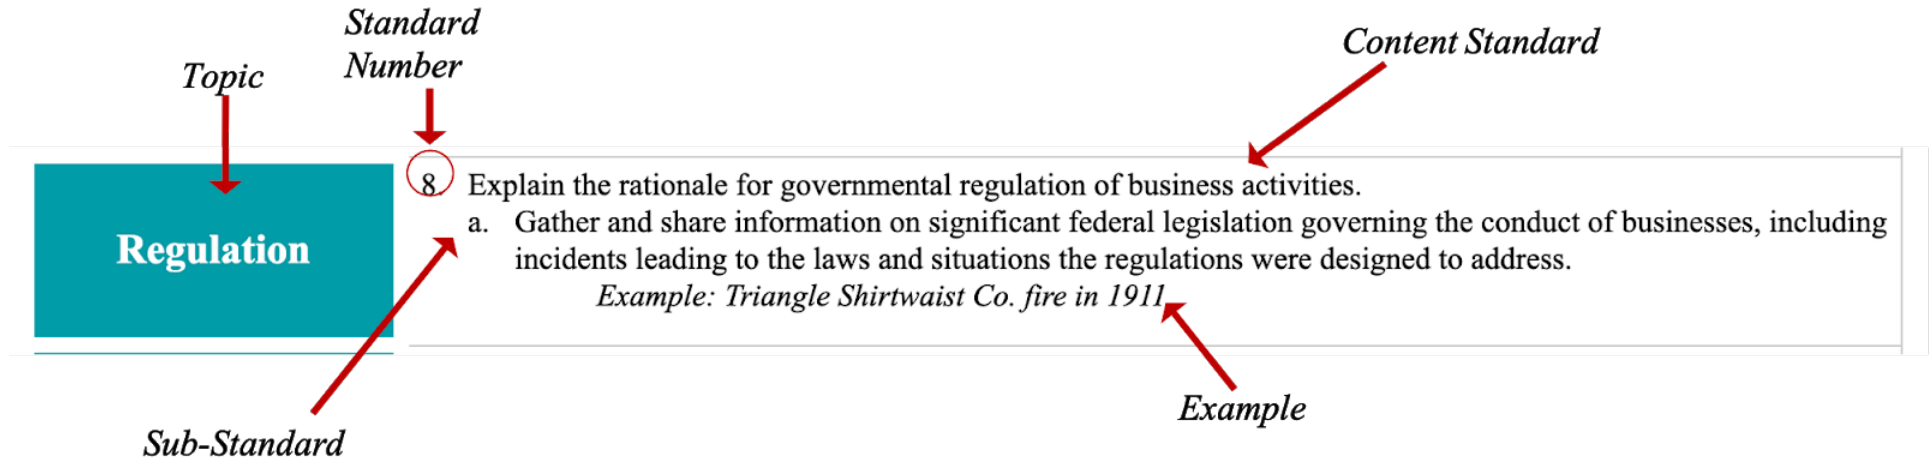 Standard
Number
Content Standard
Topic
8. Explain the rationale for governmental regulation of business activities.
a. Gather and share information on significant federal legislation governing the conduct of businesses, including
incidents leading to the laws and situations the regulations were designed to address.
Example: Triangle Shirtwaist Co. fire in 1911
Regulation
Example
Sub-Standard